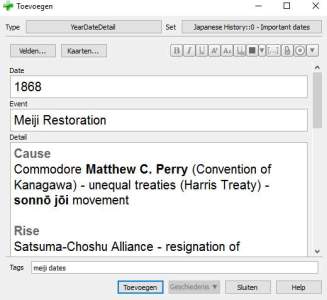 Toevoegen
Type YearDateDetail Set Japanese History::0 - Important dates
Velden... Kaarten...
Date
1868
Event
Meiji Restoration
Detail
Cause
Commodore Matthew C. Perry (Convention of
Kanagawa) - unequal treaties (Harris Treaty) -
sonnō jōi movement
Rise
Satsuma-Choshu Alliance - resignation of
Tags meiji dates
Toevoegen Geschiedenis Sluiten Help